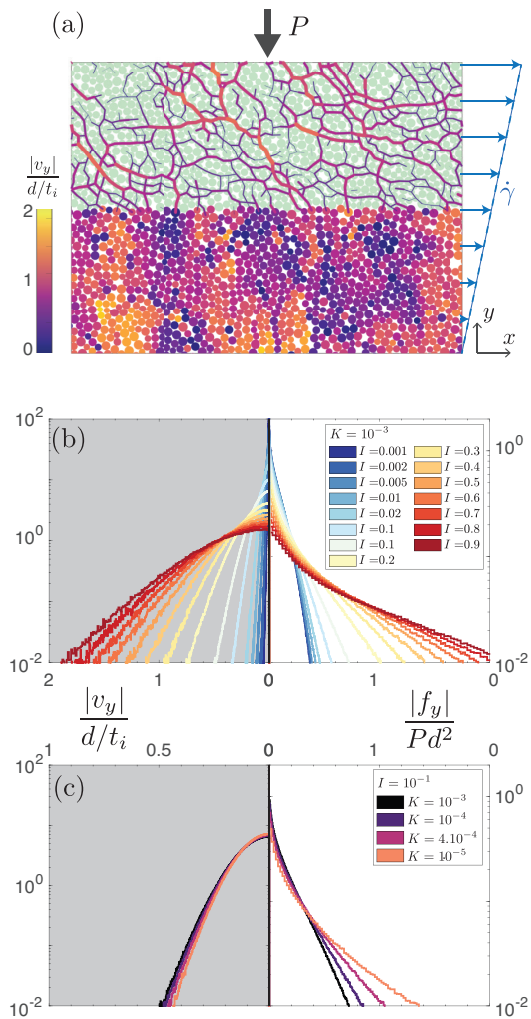 (a)
P
|v_y|
d/t_i
2
1
0
γ̇
y
x
(b)
10^2
10^0
10^-2
K = 10^-3
I =0.001
I =0.002
I =0.005
I =0.01
I =0.02
I =0.1
I =0.1
I =0.2
I =0.3
I =0.4
I =0.5
I =0.6
I =0.7
I =0.8
I =0.9
10^0
10^-2
2 1 0 1 0
|v_y|
d/t_i
|f_y|
Pd^2
1 0.5 0 1 0
(c)
10^2
10^0
10^-2
I = 10^-1
K = 10^-3
K = 10^-4
K = 4.10^-4
K = 10^-5
10^0
10^-2